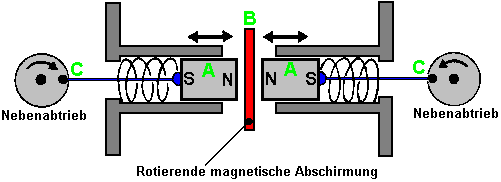 B
C
A
A
C
S
N
N
S
Nebenabtrieb
Nebenabtrieb
Rotierende magnetische Abschirmung